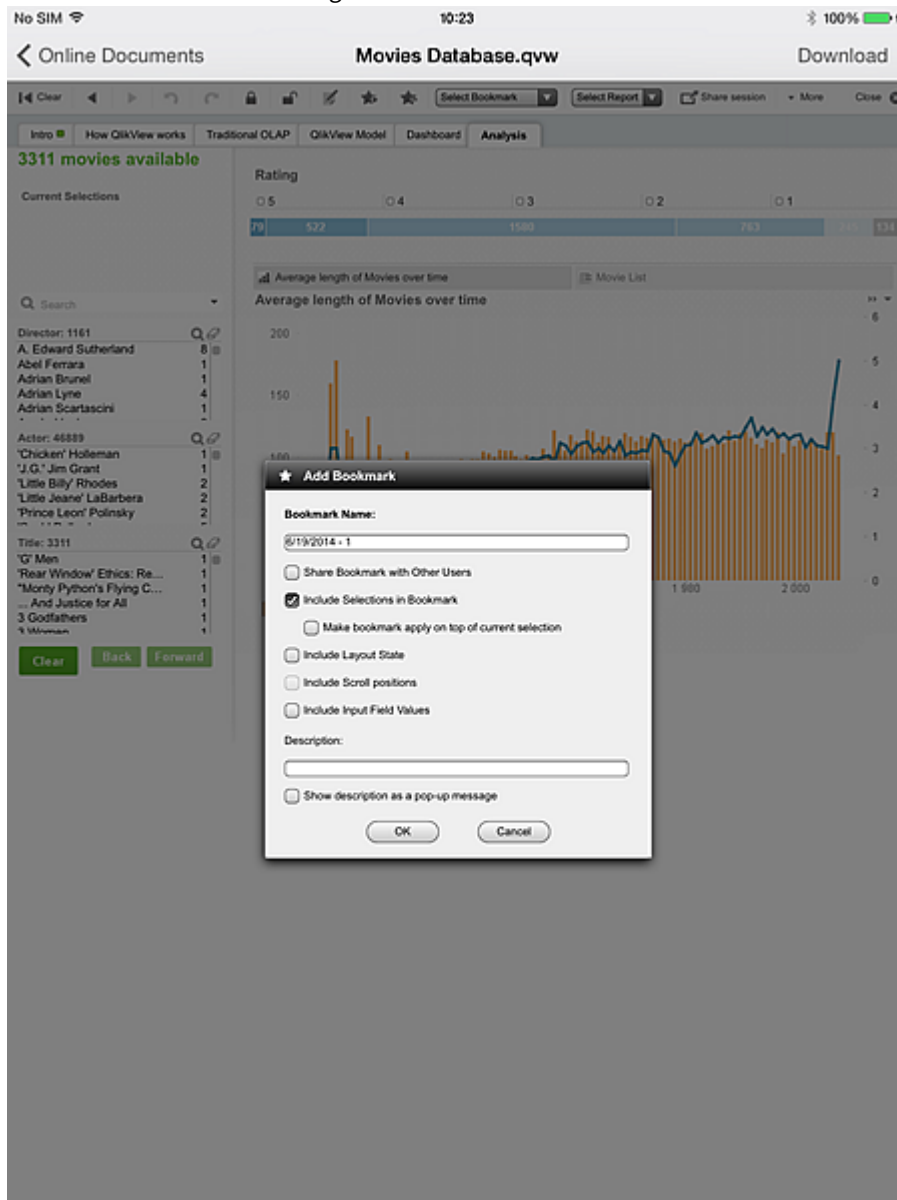 No SIM 10:23 100%
Online Documents Movies Database.qvw Download
Clear Select Bookmark Select Report Share session More Close
Intro How QlikView works Traditional OLAP QlikView Model Dashboard Analysis
3311 movies available
Current Selections
Rating
5 4 3 2 1
79 522 1580 763 134
Average length of Movies over time Movie List
Average length of Movies over time
Search
Director: 1161
A. Edward Sutherland 8
Abel Ferrara 1
Adrian Brunel 1
Adrian Lyne 4
Adrian Scartascini 1
Actor: 46889
'Chicken' Holleman 1
'J.G.' Jim Grant 1
'Little Billy' Rhodes 2
'Little Jeane' LaBarbera 2
'Prince Leon' Polinsky 2
Title: 3311
'G' Men 1
'Rear Window' Ethics: Re... 1
"Monty Python's Flying C... 1
... And Justice for All 1
3 Godfathers 1
3 Women 1
Clear Back Forward
200
150
100
6
5
4
3
2
1
0
1 980 2 000
Add Bookmark
Bookmark Name:
6/19/2014 - 1
Share Bookmark with Other Users
Include Selections in Bookmark
Make bookmark apply on top of current selection
Include Layout State
Include Scroll positions
Include Input Field Values
Description:
Show description as a pop-up message
OK Cancel